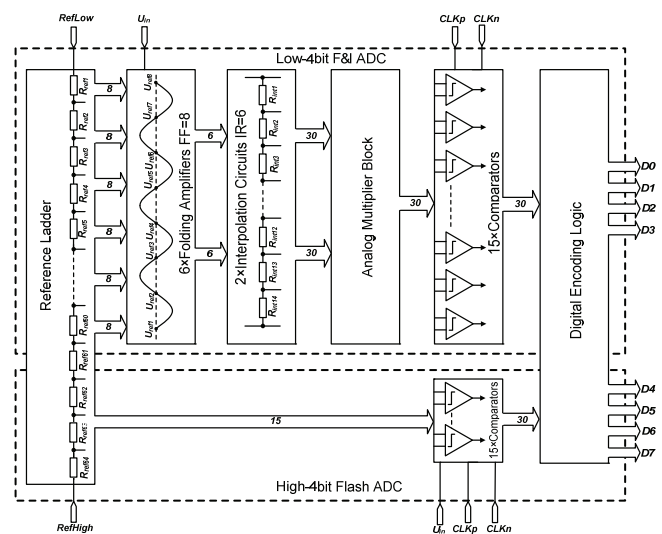 RefLow
Uin
CLKp
CLKn
Low-4bit F&I ADC
Reference Ladder
Rref1
Rref2
Rref3
Rref4
Rref5
Rref60
Rref61
Rref62
Rref63
Rref64
8
8
8
8
8
8
Uref8
Uref7
Uref6
Uref5
Uref4
Uref3
Uref2
Uref1
6×Folding Amplifiers FF=8
6
6
2×Interpolation Circuits IR=6
Rint1
Rint2
Rint3
Rint12
Rint13
Rint14
30
30
Analog Multiplier Block
30
15×Comparators
30
Digital Encoding Logic
D0
D1
D2
D3
D4
D5
D6
D7
15
15×Comparators
30
High-4bit Flash ADC
RefHigh
Uin
CLKp
CLKn